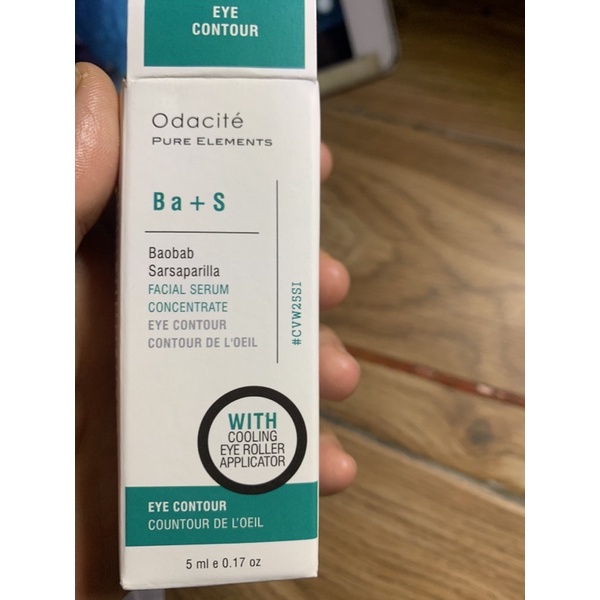 EYE
CONTOUR
Odacité
PURE ELEMENTS
Ba+S
Baobab
Sarsaparilla
FACIAL SERUM
CONCENTRATE
EYE CONTOUR
CONTOUR DE L'OEIL
#CVW25SI
WITH
COOLING
EYE ROLLER
APPLICATOR
EYE CONTOUR
COUNTOUR DE L'OEIL
5 ml e 0.17 oz